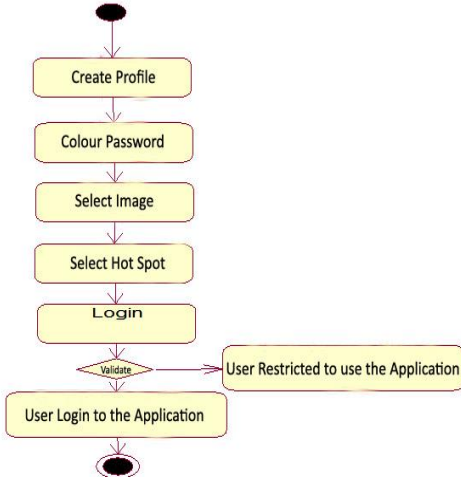 Create Profile
Colour Password
Select Image
Select Hot Spot
Login
Validate
User Restricted to use the Application
User Login to the Application